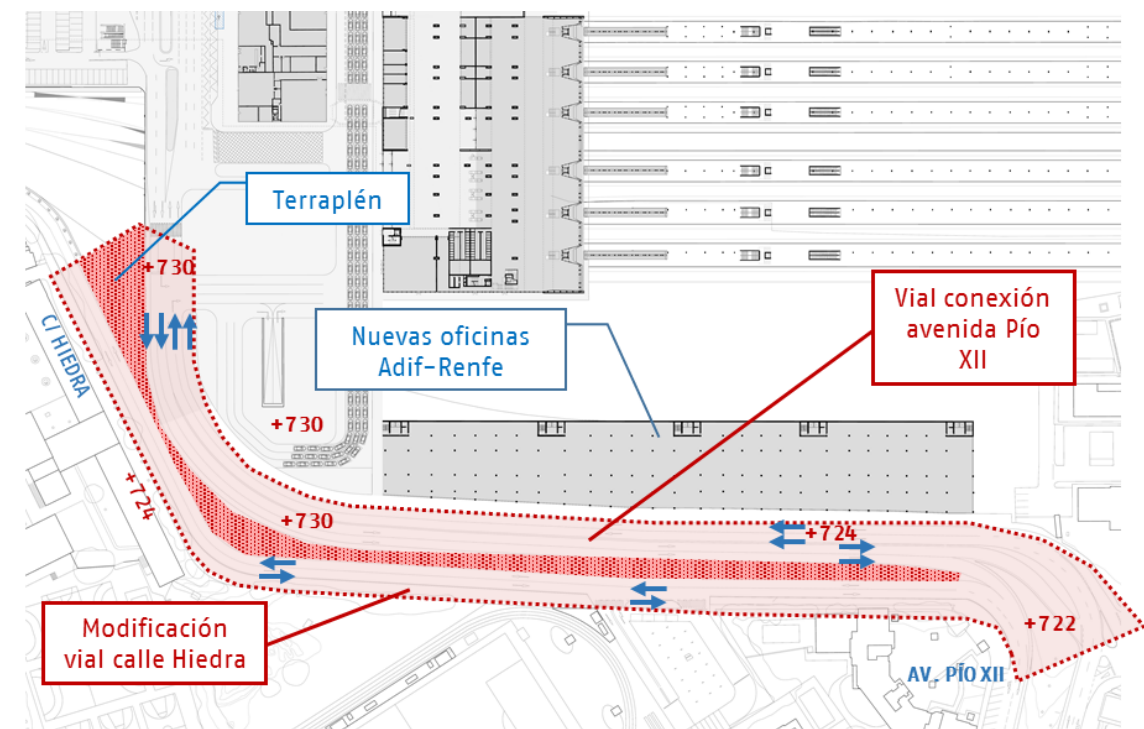 Terraplén
+730
Vial conexión
avenida Pío
XII
C/ HIEDRA
Nuevas oficinas
Adif-Renfe
+730
+724
+730
+724
Modificación
vial calle Hiedra
+722
AV. PÍO XII